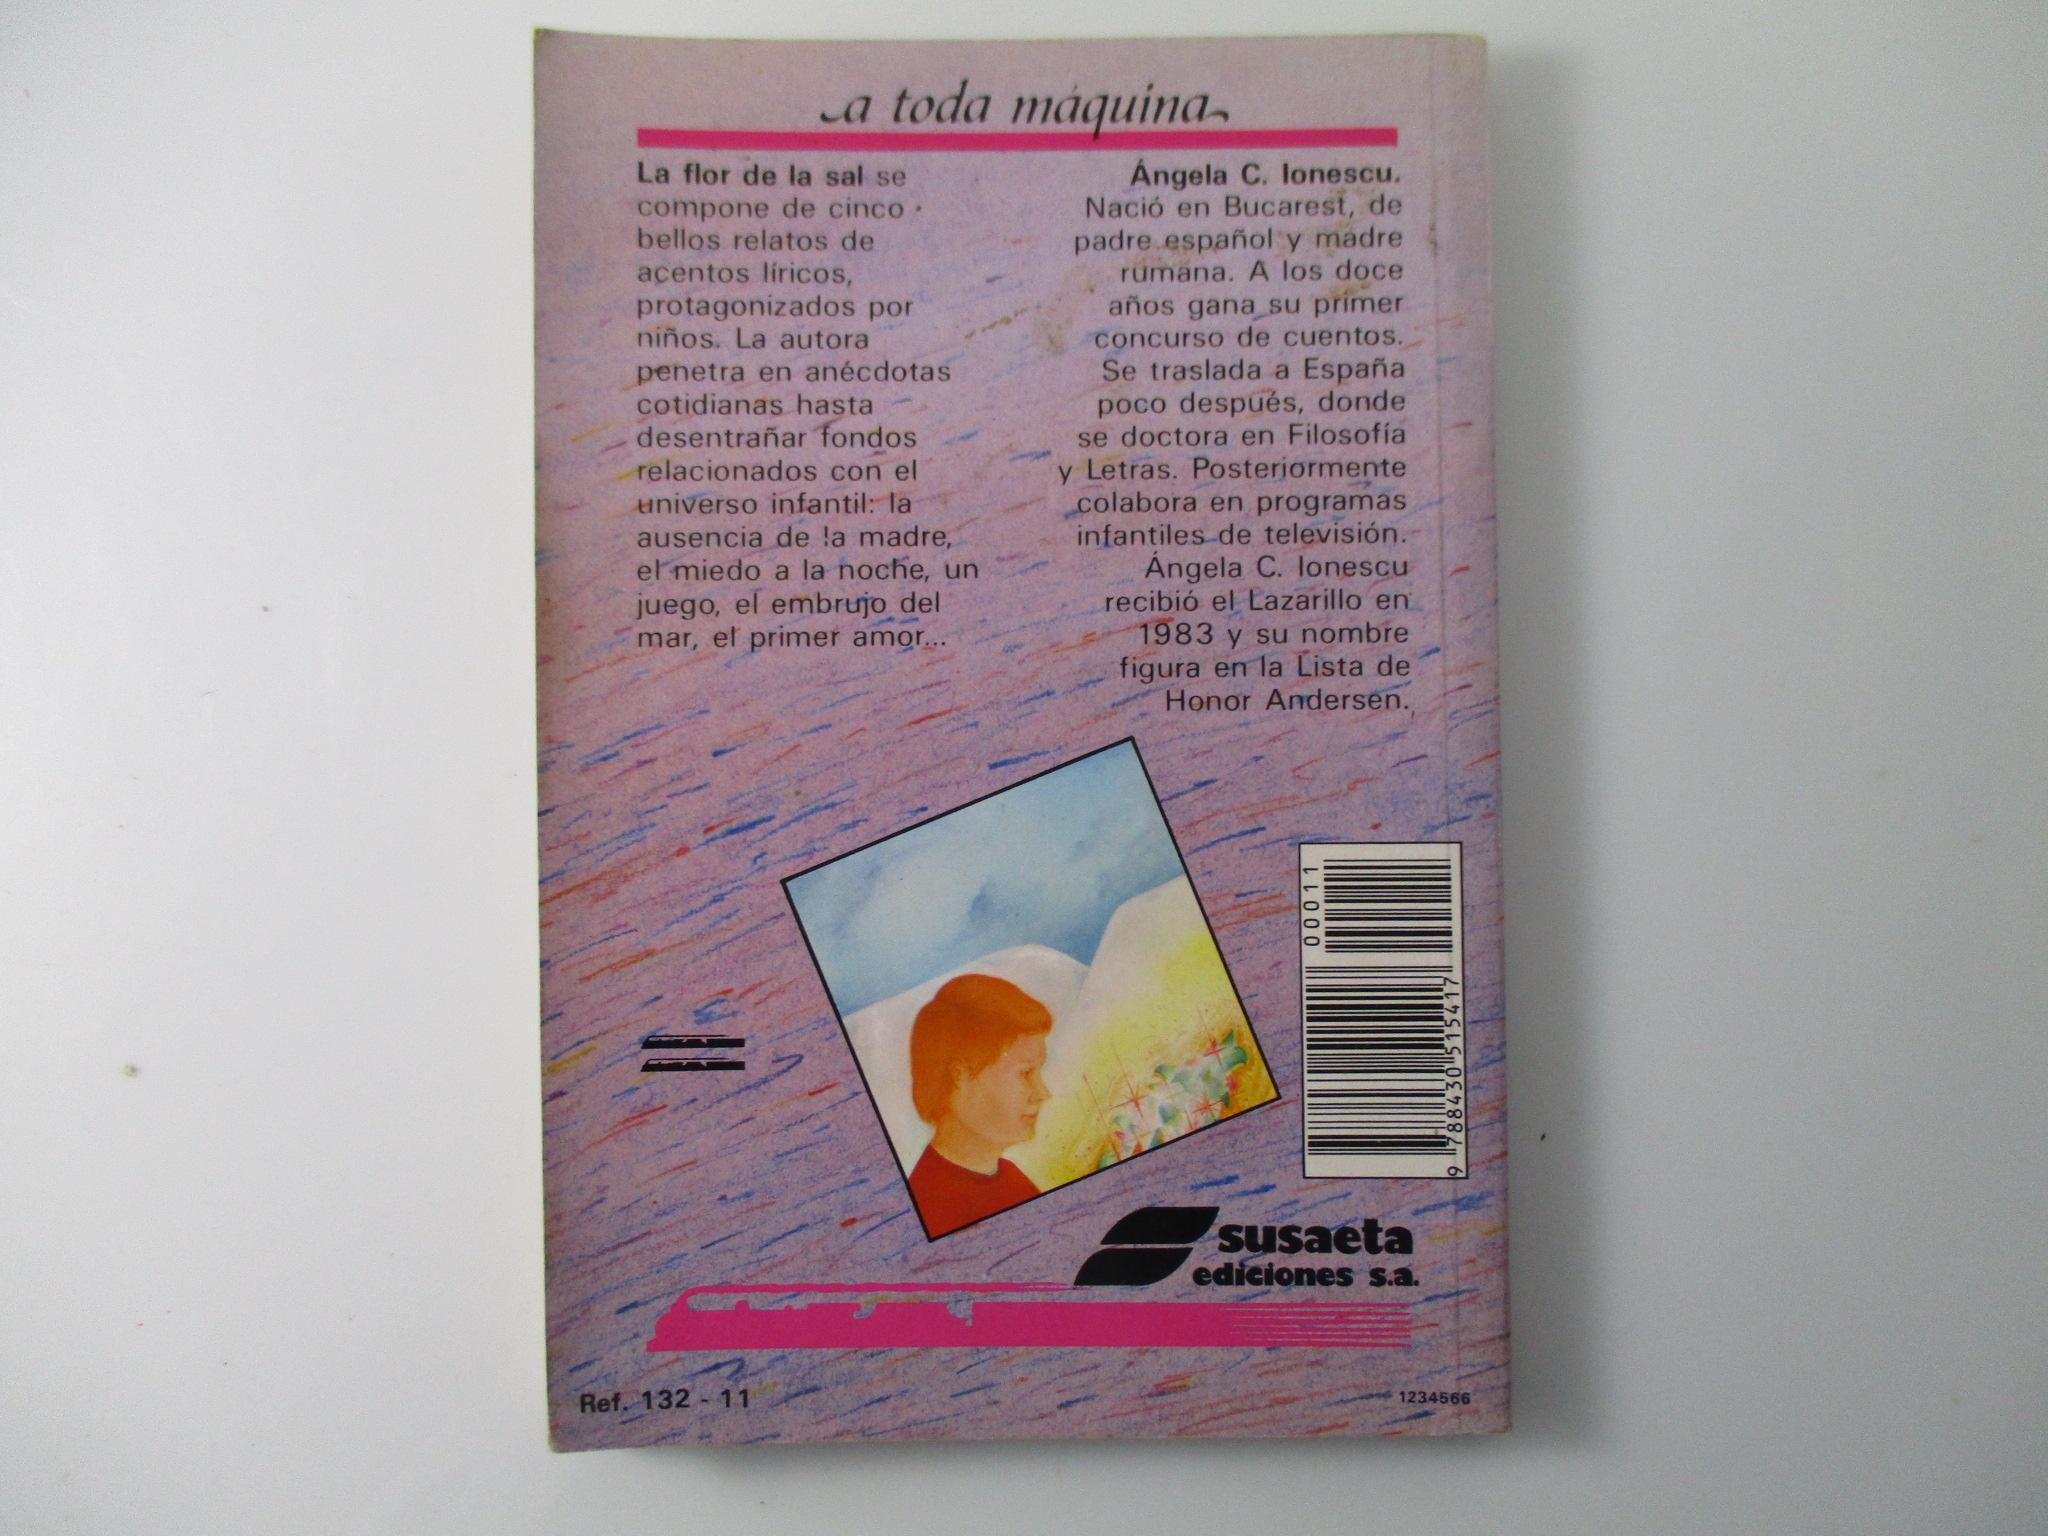 a toda máquina
La flor de la sal se
compone de cinco
bellos relatos de
acentos líricos,
protagonizados por
niños. La autora
penetra en anécdotas
cotidianas hasta
desentrañar fondos
relacionados con el
universo infantil: la
ausencia de la madre,
el miedo a la noche, un
juego, el embrujo del
mar, el primer amor...
Ángela C. Ionescu.
Nació en Bucarest, de
padre español y madre
rumana. A los doce
años gana su primer
concurso de cuentos.
Se traslada a España
poco después, donde
se doctora en Filosofía
y Letras. Posteriormente
colabora en programas
infantiles de televisión.
Ángela C. Ionescu
recibió el Lazarillo en
1983 y su nombre
figura en la Lista de
Honor Andersen.
00011
9 788430 515417
susaeta
ediciones s.a.
Ref. 132 - 11
1234566